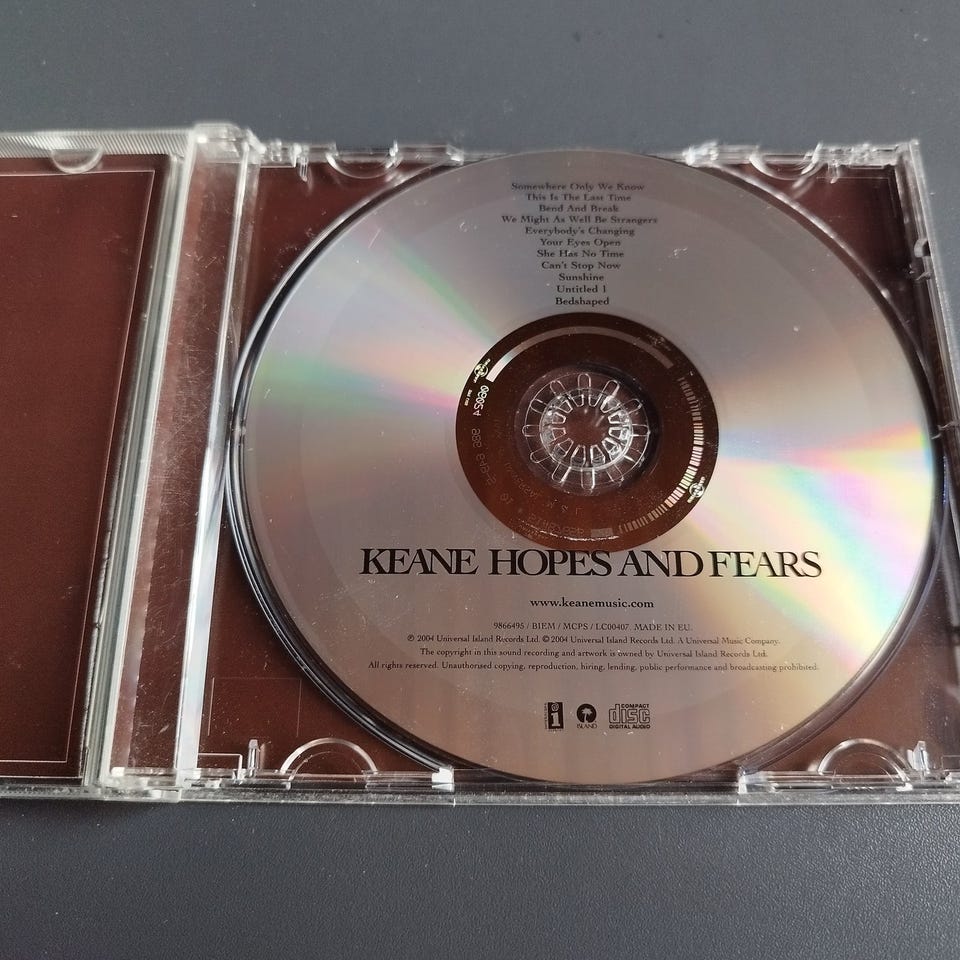 Somewhere Only We Know
This Is The Last Time
Bend And Break
We Might As Well Be Strangers
Everybody's Changing
Your Eyes Open
She Has No Time
Can't Stop Now
Sunshine
Untitled 1
Bedshaped
KEANE HOPES AND FEARS
www.keanemusic.com
9866495 / BIEM / MCPS / LC00407. MADE IN EU.
℗ 2004 Universal Island Records Ltd. © 2004 Universal Island Records Ltd. A Universal Music Company.
The copyright in this sound recording and artwork is owned by Universal Island Records Ltd.
All rights reserved. Unauthorised copying, reproduction, hiring, lending, public performance and broadcasting prohibited.
i
ISLAND
COMPACT
disc
DIGITAL AUDIO